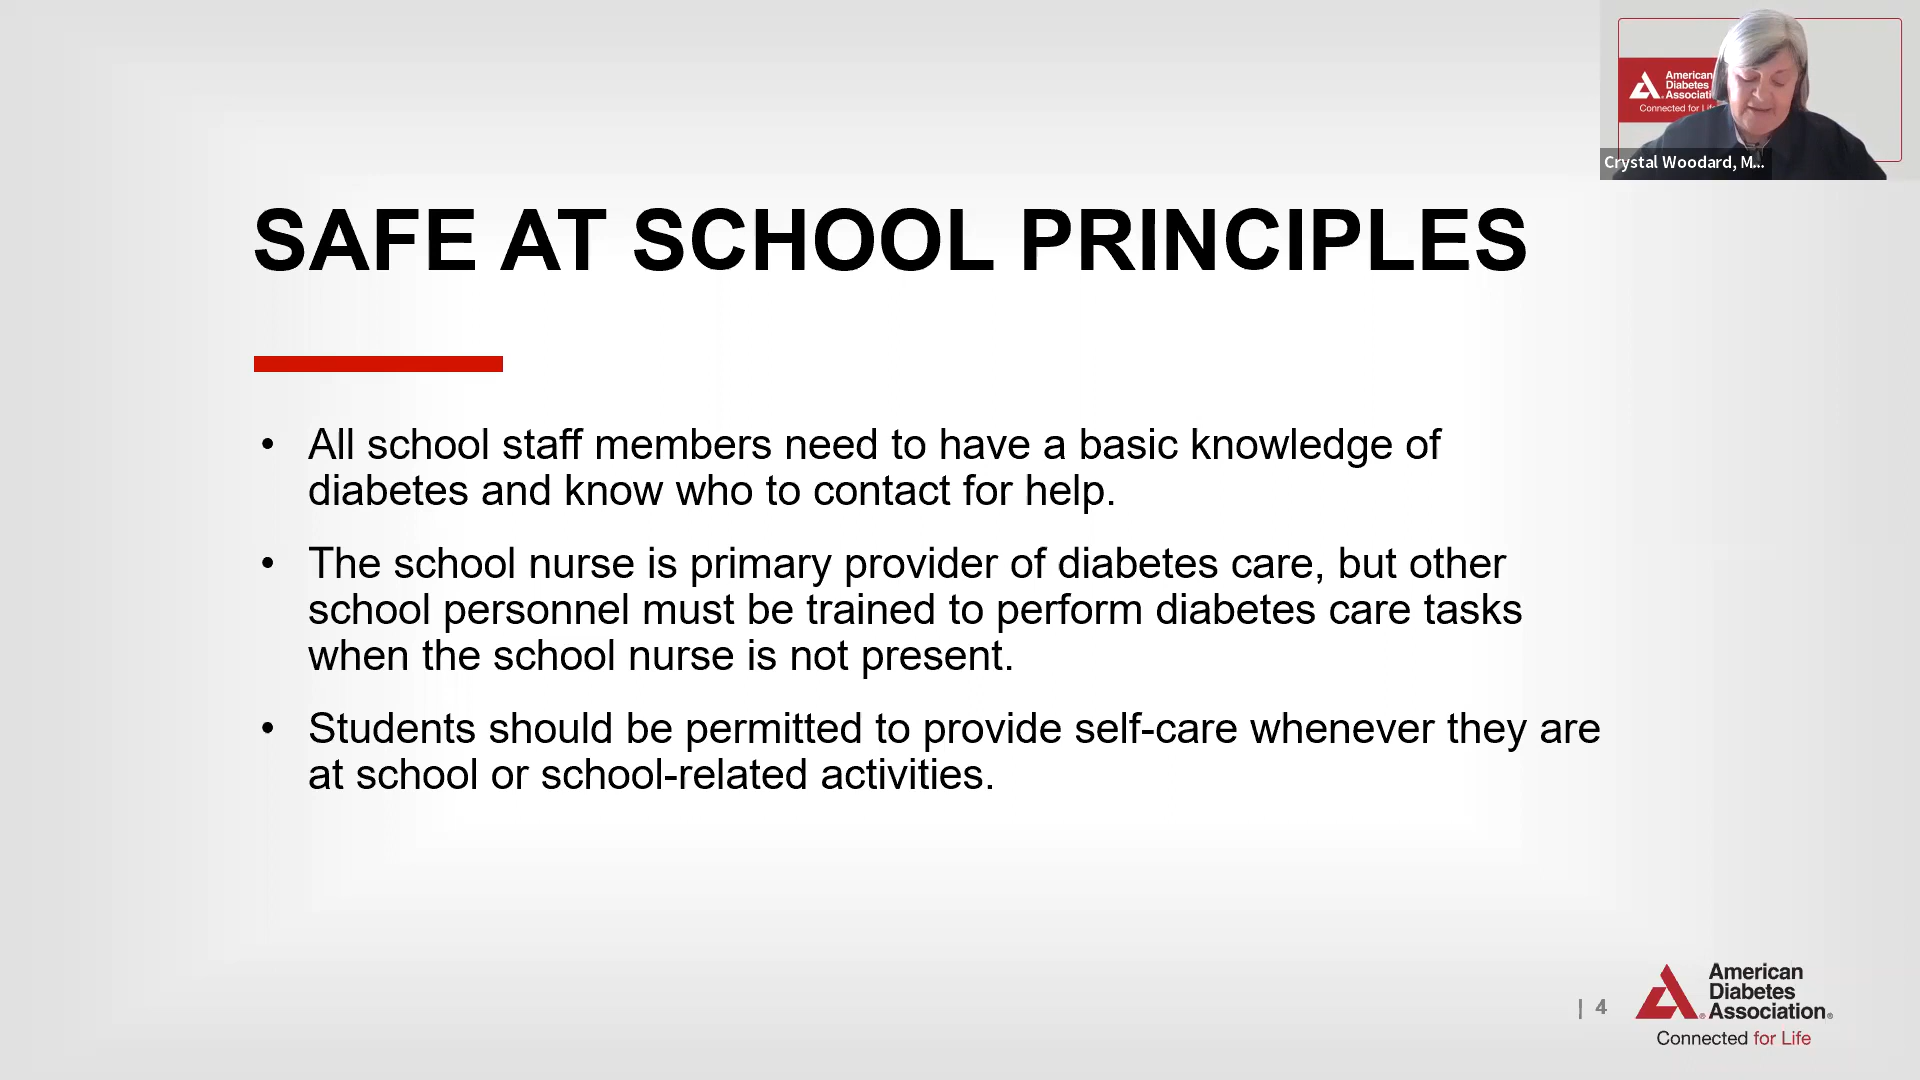 American
Diabetes
Connected for
Crystal Woodard, M...
SAFE AT SCHOOL PRINCIPLES
• All school staff members need to have a basic knowledge of
diabetes and know who to contact for help.
• The school nurse is primary provider of diabetes care, but other
school personnel must be trained to perform diabetes care tasks
when the school nurse is not present.
• Students should be permitted to provide self-care whenever they are
at school or school-related activities.
| 4
American
Diabetes
Association®
Connected for Life